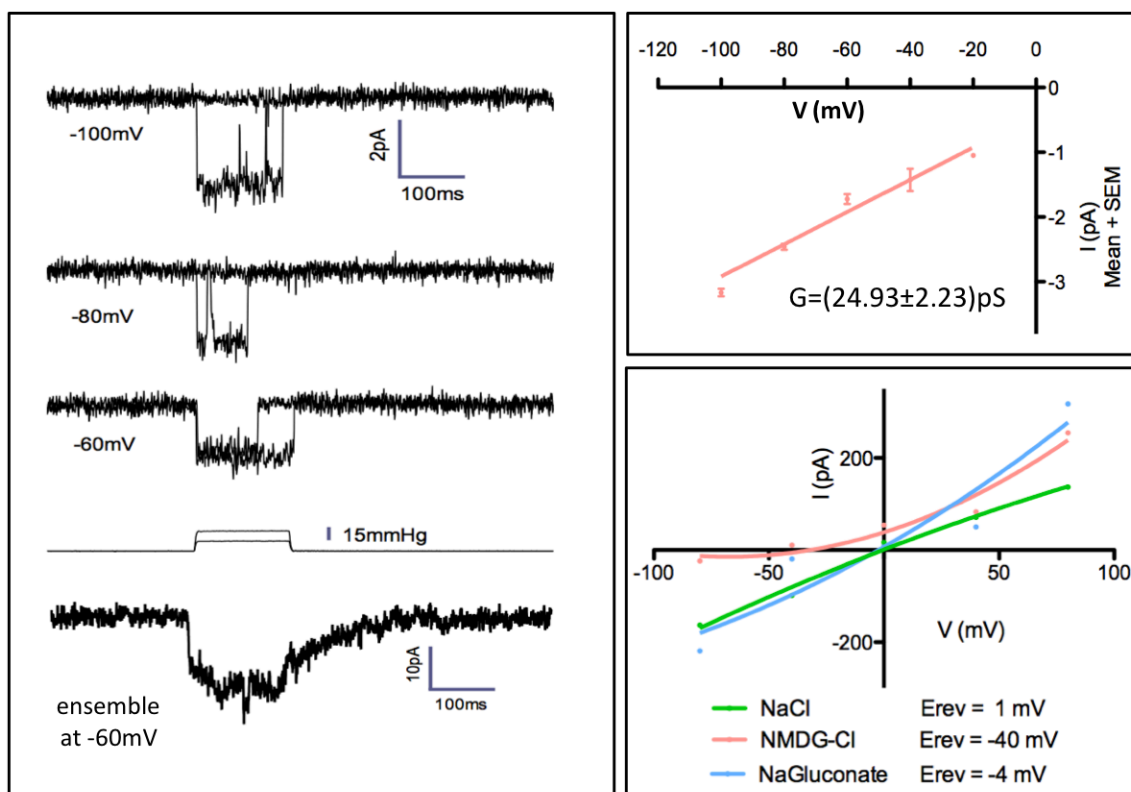 -100mV
2pA
100ms
-80mV
-60mV
15mmHg
10pA
100ms
ensemble
at -60mV
-120 -100 -80 -60 -40 -20 0
V (mV)
0
-1
-2
-3
I (pA)
Mean + SEM
G=(24.93±2.23)pS
I (pA)
200
-100 -50 50 100
-200
V (mV)
NaCl Erev = 1 mV
NMDG-Cl Erev = -40 mV
NaGluconate Erev = -4 mV